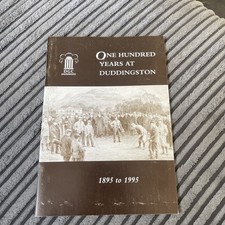 ONE HUNDRED
YEARS AT
DUDDINGSTON
1895 to 1995